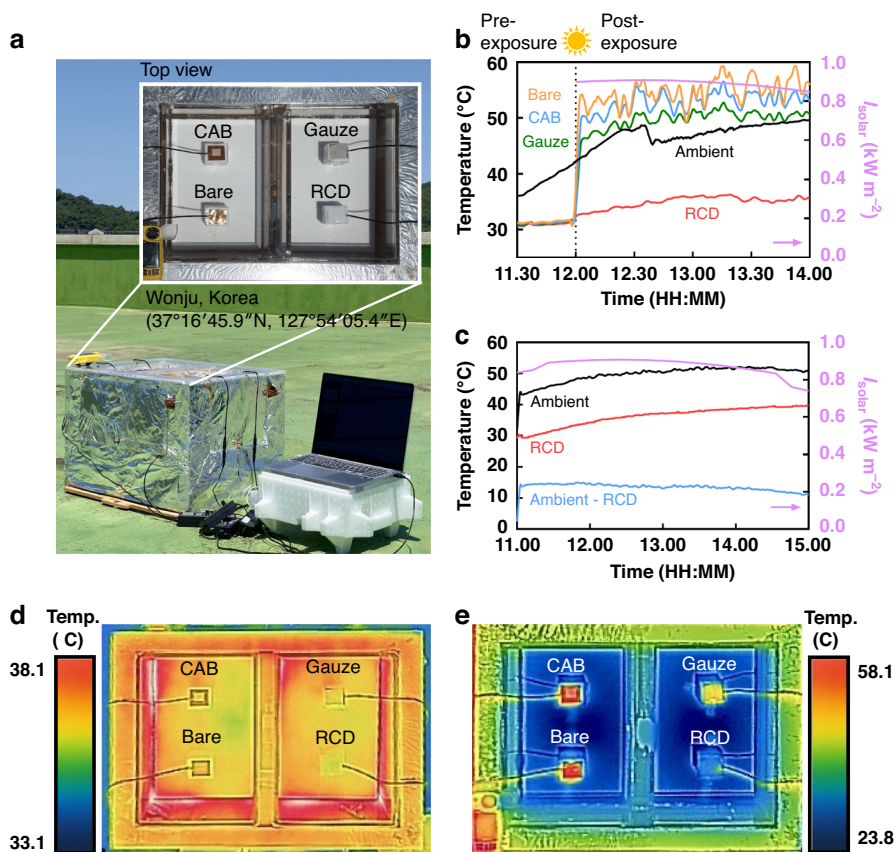 a
Top view
CAB
Gauze
Bare
RCD
Wonju, Korea
(37°16′45.9″N, 127°54′05.4″E)
b
Pre-
exposure
Post-
exposure
Temperature (°C)
60
50
40
30
Bare
CAB
Gauze
Ambient
RCD
1.0
0.8
0.6
0.4
0.2
0.0
I solar (kW m−2)
11.30 12.00 12.30 13.00 13.30 14.00
Time (HH:MM)
c
Temperature (°C)
60
50
40
30
20
10
0
Ambient
RCD
Ambient - RCD
1.0
0.8
0.6
0.4
0.2
0.0
I solar (kW m−2)
11.00 12.00 13.00 14.00 15.00
Time (HH:MM)
d
Temp.
( C)
38.1
33.1
CAB
Gauze
Bare
RCD
e
CAB
Gauze
Bare
RCD
Temp.
(C)
58.1
23.8